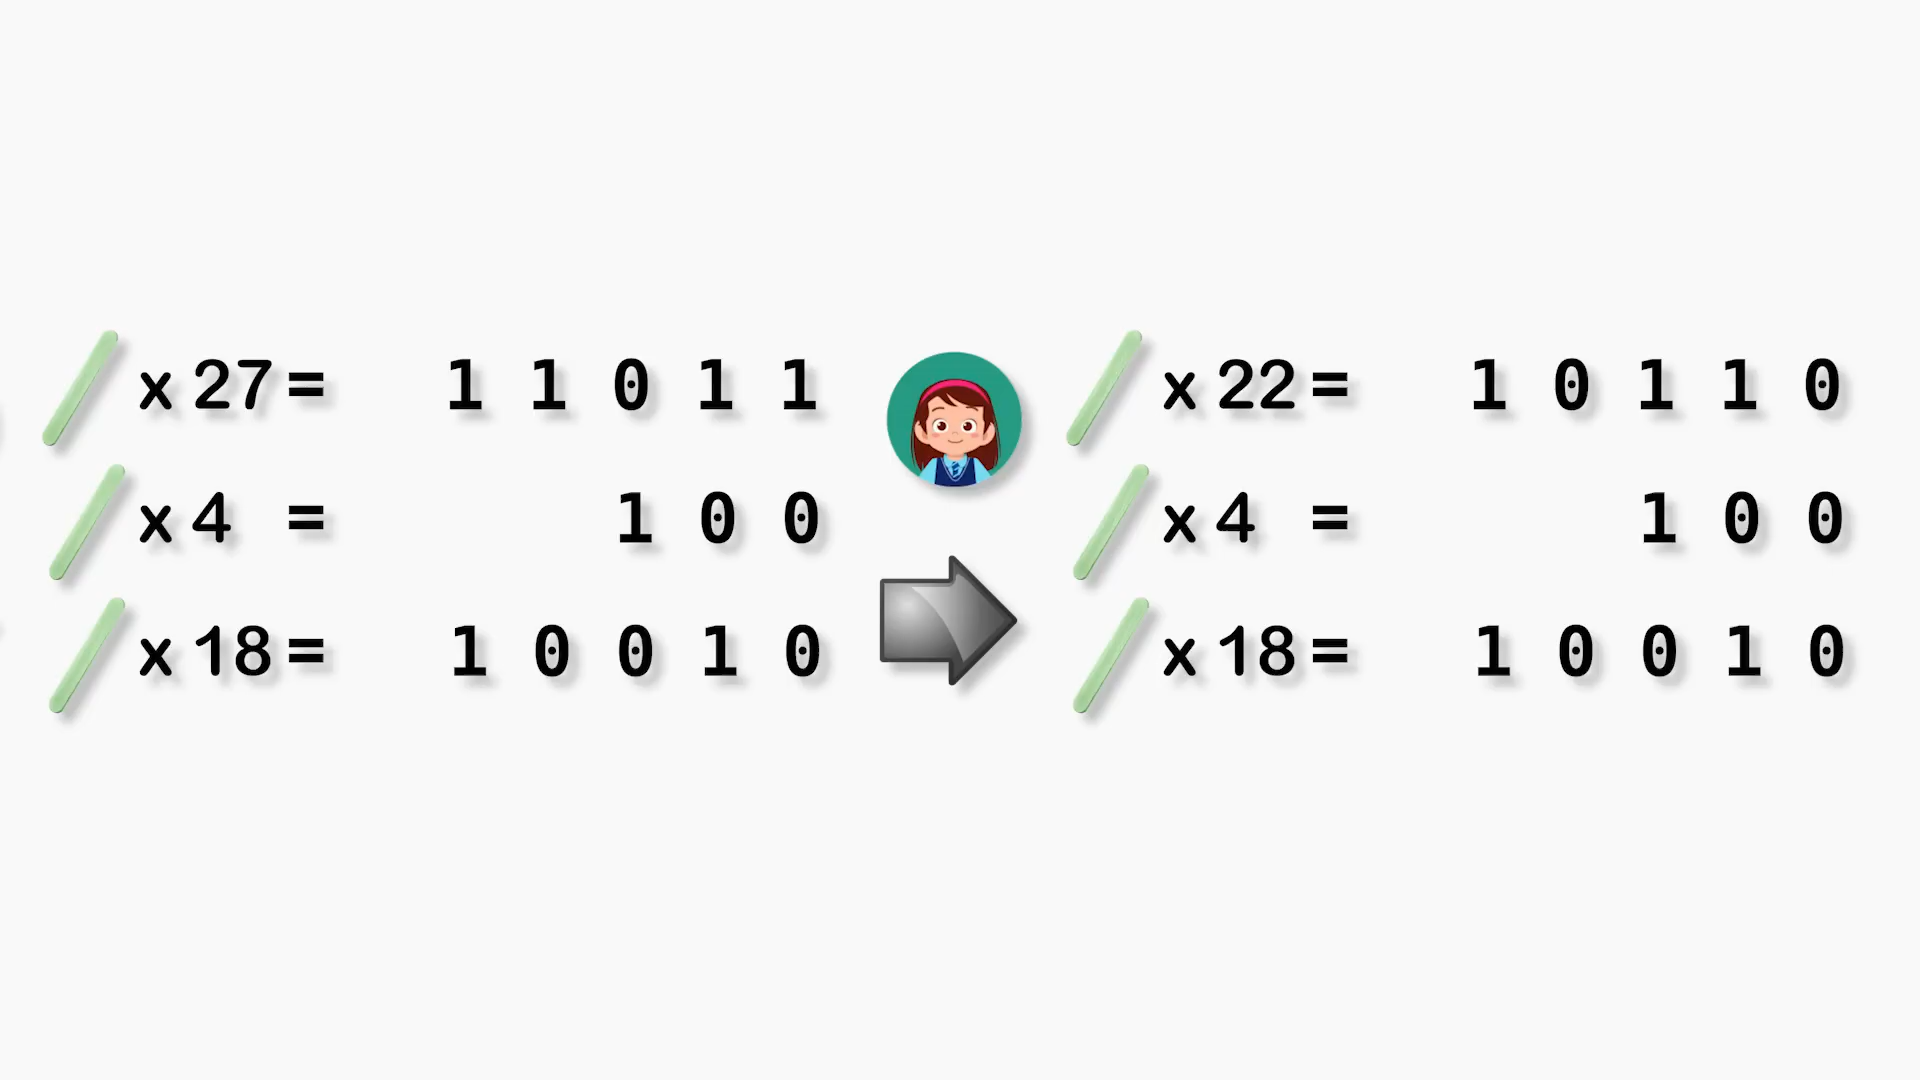 x 27 = 1 1 0 1 1
x 4 = 1 0 0
x 18 = 1 0 0 1 0
x 22 = 1 0 1 1 0
x 4 = 1 0 0
x 18 = 1 0 0 1 0